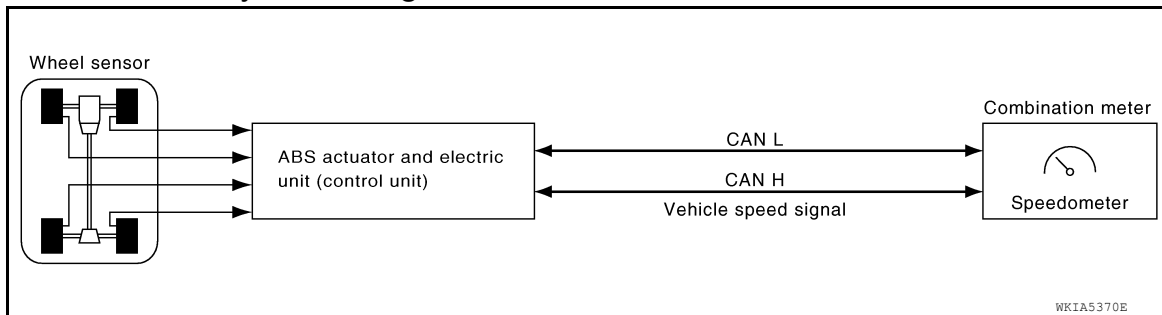 Wheel sensor
ABS actuator and electric
unit (control unit)
CAN L
CAN H
Vehicle speed signal
Combination meter
Speedometer
WKIA5370E